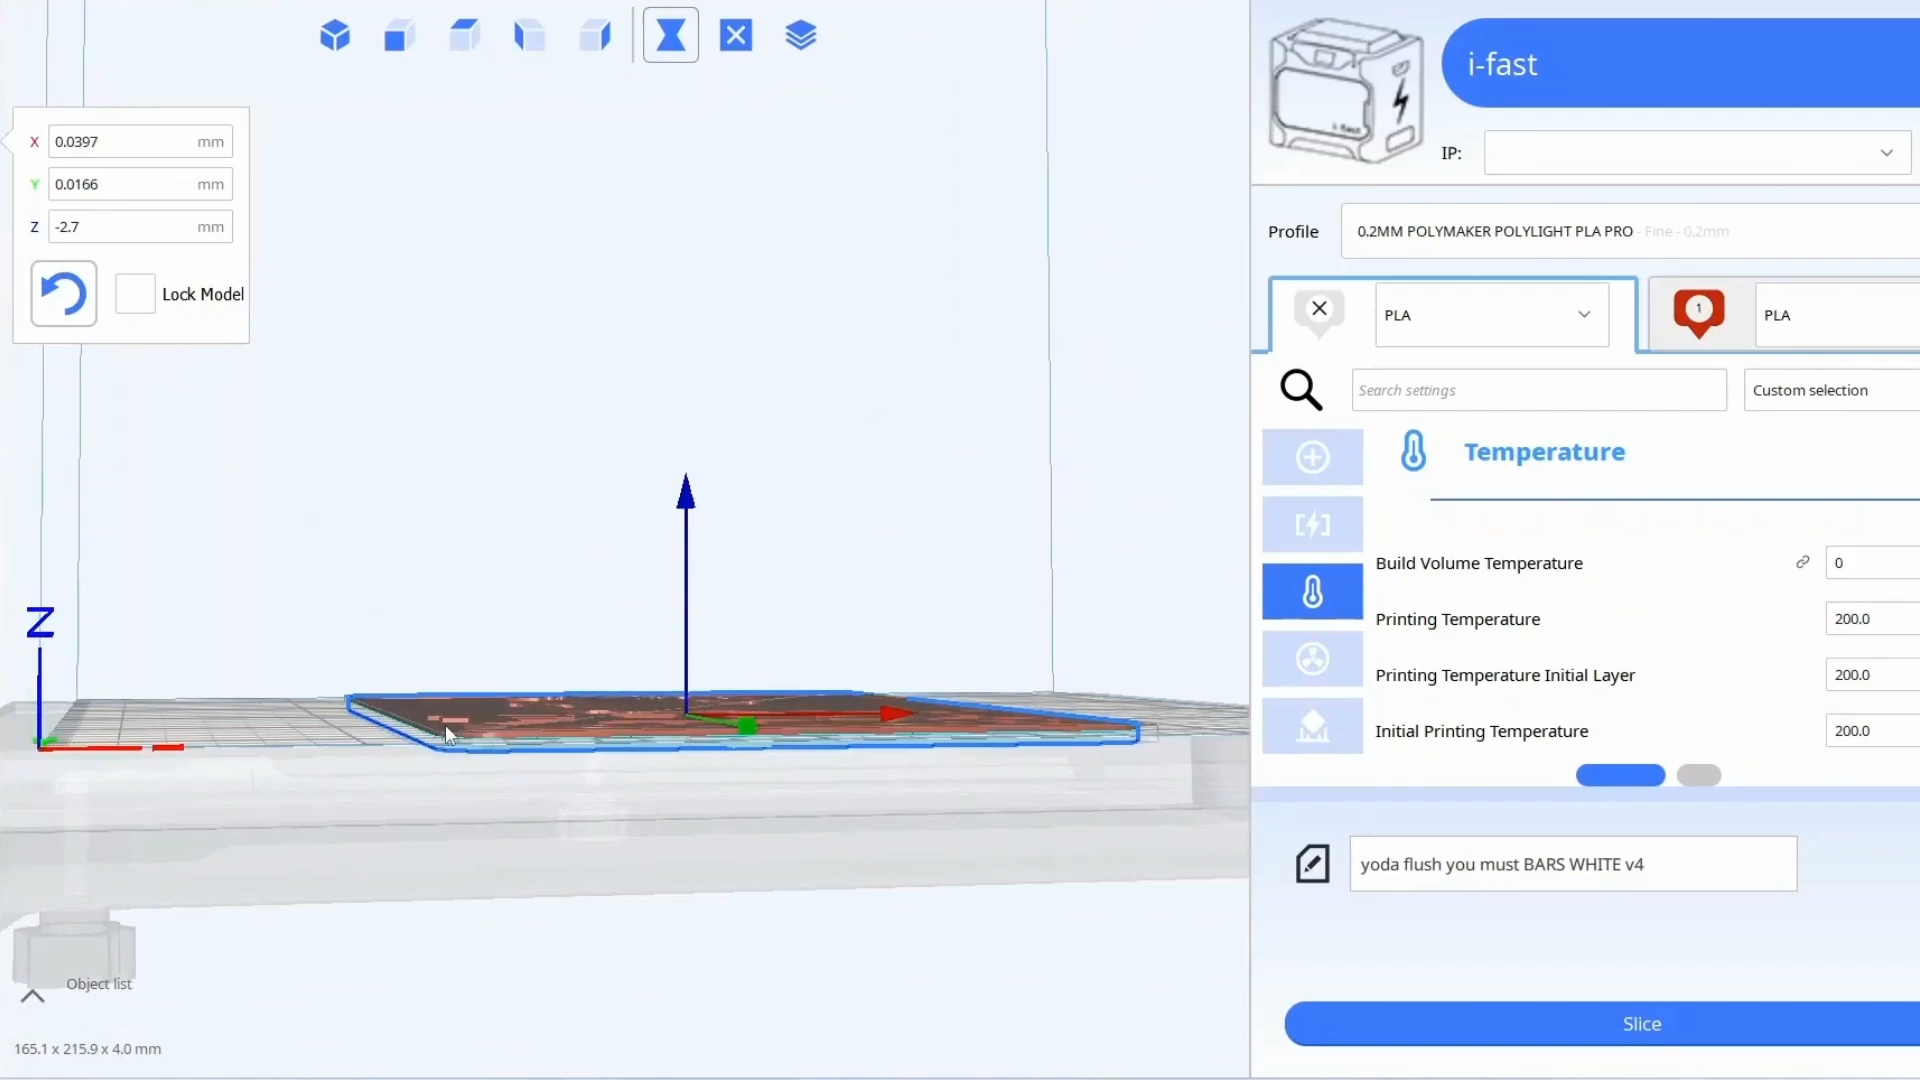 X 0.0397 mm
Y 0.0166 mm
Z -2.7 mm
Lock Model
Z
Object list
165.1 x 215.9 x 4.0 mm
i-fast
IP:
Profile 0.2MM POLYMAKER POLYLIGHT PLA PRO - Fine - 0.2mm
PLA
1 PLA
Search settings
Custom selection
Temperature
Build Volume Temperature 0
Printing Temperature 200.0
Printing Temperature Initial Layer 200.0
Initial Printing Temperature 200.0
yoda flush you must BARS WHITE v4
Slice